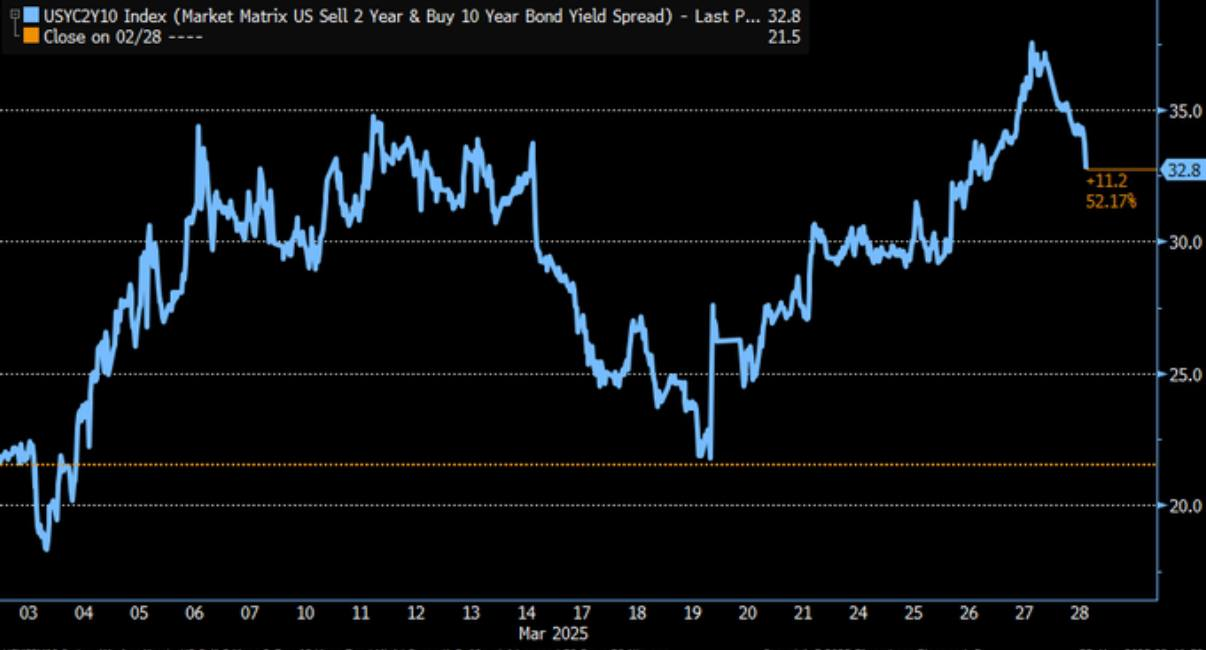 USYC2Y10 Index (Market Matrix US Sell 2 Year & Buy 10 Year Bond Yield Spread) - Last P... 32.8
Close on 02/28 ---- 21.5
35.0
32.8
+11.2
52.17%
30.0
25.0
20.0
03 04 05 06 07 10 11 12 13 14 17 18 19 20 21 24 25 26 27 28
Mar 2025